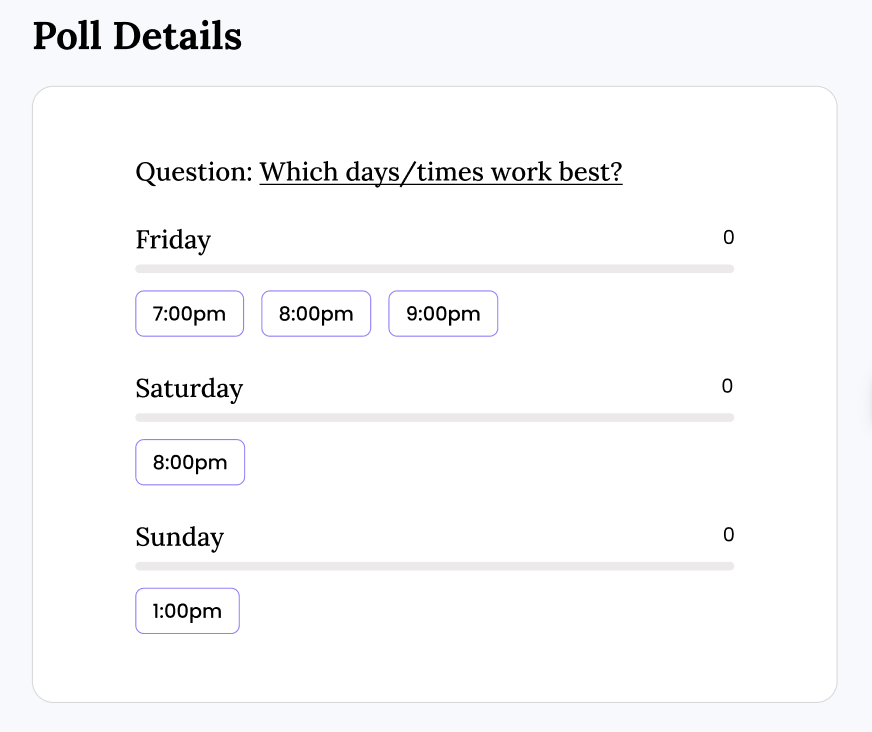 Poll Details
Question: Which days/times work best?
Friday 0
7:00pm 8:00pm 9:00pm
Saturday 0
8:00pm
Sunday 0
1:00pm